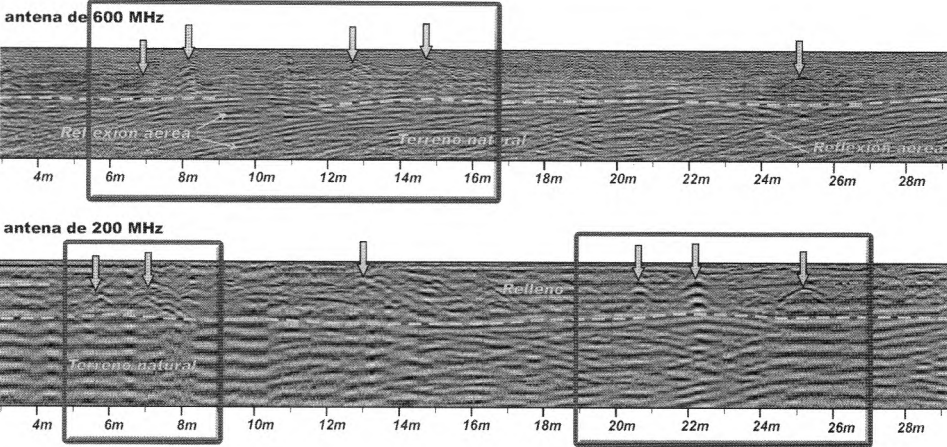 antena de 600 MHz
Reflexión aerea
Terreno natural
Reflexión aerea
4m 6m 8m 10m 12m 14m 16m 18m 20m 22m 24m 26m 28m
antena de 200 MHz
Relleno
Terreno natural
4m 6m 8m 10m 12m 14m 16m 18m 20m 22m 24m 26m 28m